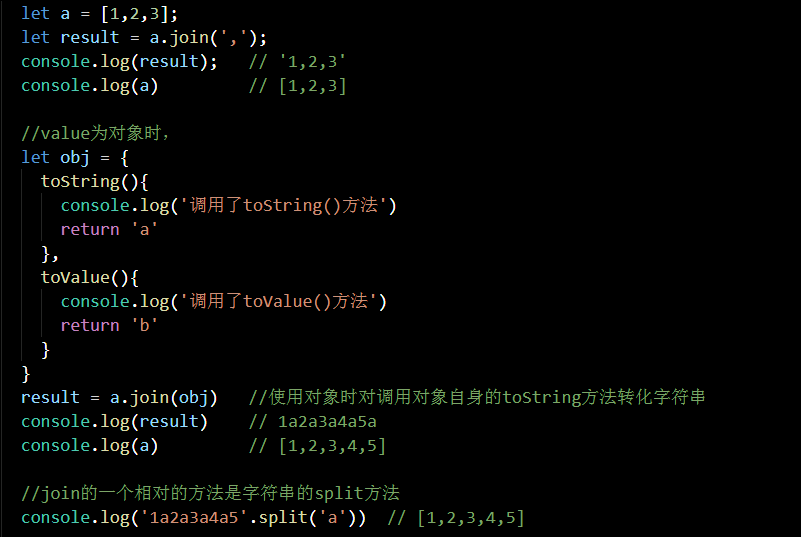 let a = [1,2,3];
let result = a.join(',');
console.log(result);   // '1,2,3'
console.log(a)         // [1,2,3]

//value为对象时，
let obj = {
  toString(){
    console.log('调用了toString()方法')
    return 'a'
  },
  toValue(){
    console.log('调用了toValue()方法')
    return 'b'
  }
}
result = a.join(obj)   //使用对象时对调用对象自身的toString方法转化字符串
console.log(result)    // 1a2a3a4a5a
console.log(a)         // [1,2,3,4,5]

//join的一个相对的方法是字符串的split方法
console.log('1a2a3a4a5'.split('a'))  // [1,2,3,4,5]